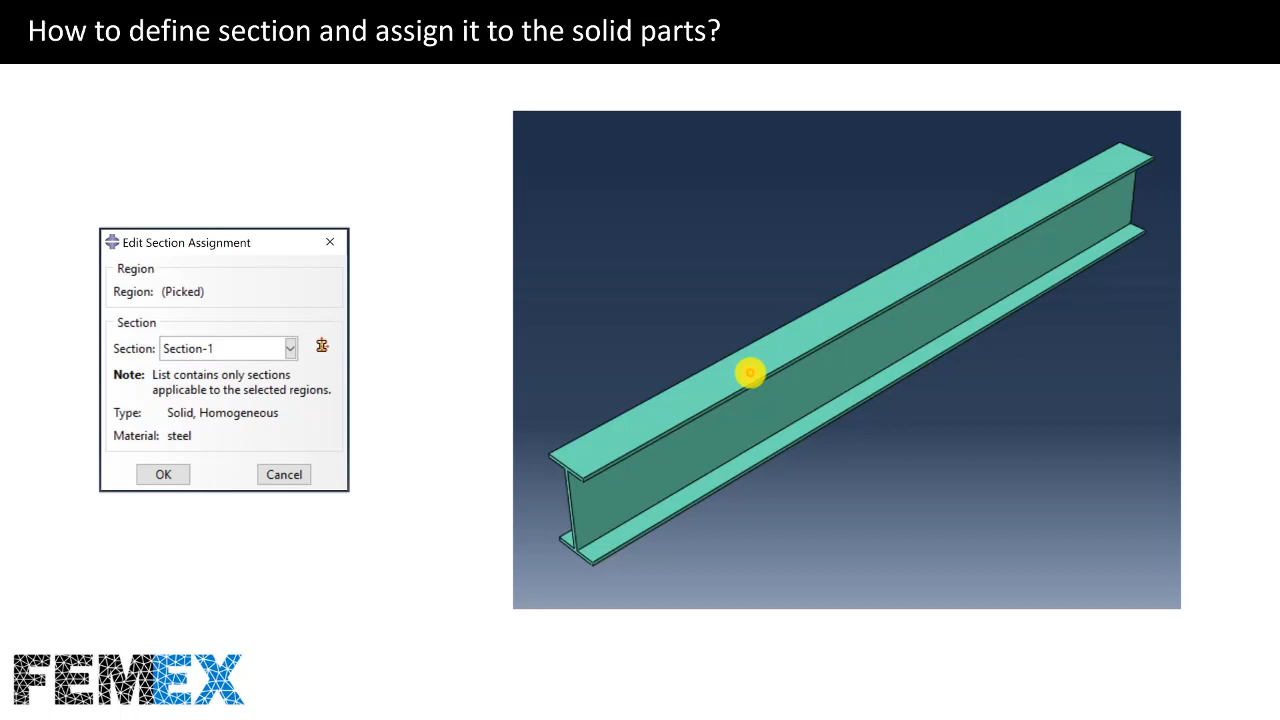 How to define section and assign it to the solid parts?
Edit Section Assignment
Region
Region: (Picked)
Section
Section: Section-1
Note: List contains only sections
applicable to the selected regions.
Type: Solid, Homogeneous
Material: steel
OK Cancel
FEMEX